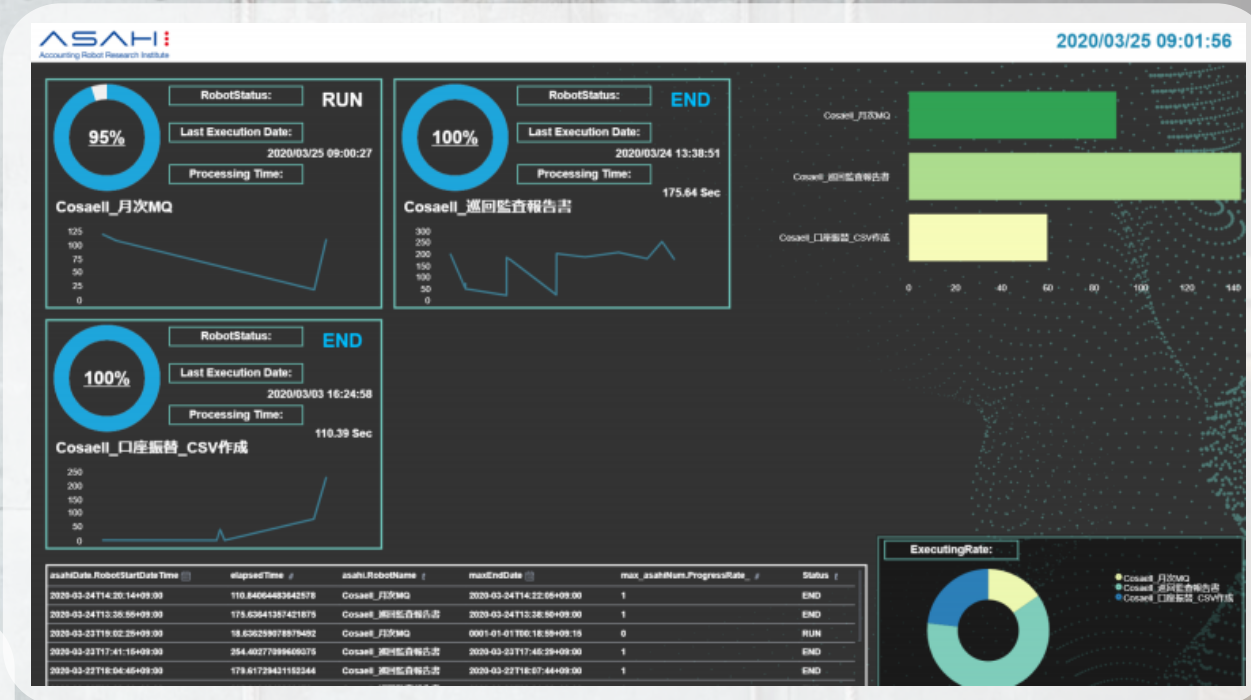 ASAHI
Accounting Robot Research Institute
2020/03/25 09:01:56
95%
RobotStatus:
RUN
Last Execution Date:
2020/03/25 09:00:27
Processing Time:
Cosaell_月次MQ
125
100
75
50
25
0
100%
RobotStatus:
END
Last Execution Date:
2020/03/24 13:38:51
Processing Time:
175.64 Sec
Cosaell_巡回監査報告書
300
250
200
150
100
50
0
Cosaell_月次MQ
Cosaell_巡回監査報告書
Cosaell_口座振替_CSV作成
0 20 40 60 80 100 120 140
100%
RobotStatus:
END
Last Execution Date:
2020/03/03 16:24:58
Processing Time:
110.39 Sec
Cosaell_口座振替_CSV作成
250
200
150
100
50
0
asahiDate.RobotStartDateTime elapsedTime asahi.RobotName maxEndDate max_asahiNum.ProgressRate_ Status
2020-03-24T14:20:14+09:00 110.84064483642578 Cosaell_月次MQ 2020-03-24T14:22:05+09:00 1 END
2020-03-24T13:35:55+09:00 175.63641357421875 Cosaell_巡回監査報告書 2020-03-24T13:38:50+09:00 1 END
2020-03-23T19:02:25+09:00 18.636259078979492 Cosaell_月次MQ 0001-01-01T00:18:59+09:15 0 RUN
2020-03-23T17:41:15+09:00 254.40277099609375 Cosaell_巡回監査報告書 2020-03-23T17:45:29+09:00 1 END
2020-03-22T18:04:45+09:00 179.61729431152344 Cosaell_巡回監査報告書 2020-03-22T18:07:44+09:00 1 END
ExecutingRate:
Cosaell_月次MQ
Cosaell_巡回監査報告書
Cosaell_口座振替_CSV作成